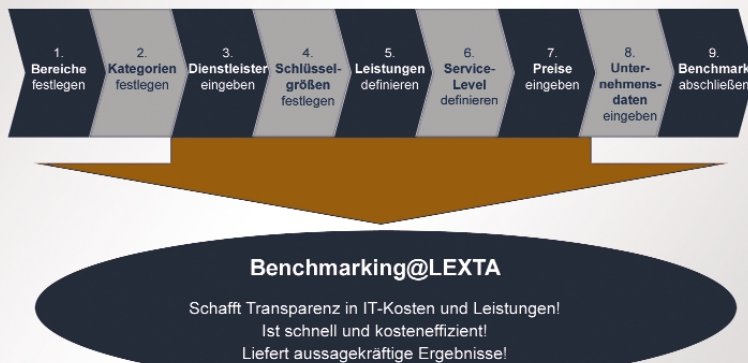 1.
Bereiche
festlegen
2.
Kategorien
festlegen
3.
Dienstleister
eingeben
4.
Schlüssel-
größen
festlegen
5.
Leistungen
definieren
6.
Service-
Level
definieren
7.
Preise
eingeben
8.
Unter-
nehmens-
daten
eingeben
9.
Benchmark
abschließen
Benchmarking@LEXTA
Schafft Transparenz in IT-Kosten und Leistungen!
Ist schnell und kosteneffizient!
Liefert aussagekräftige Ergebnisse!